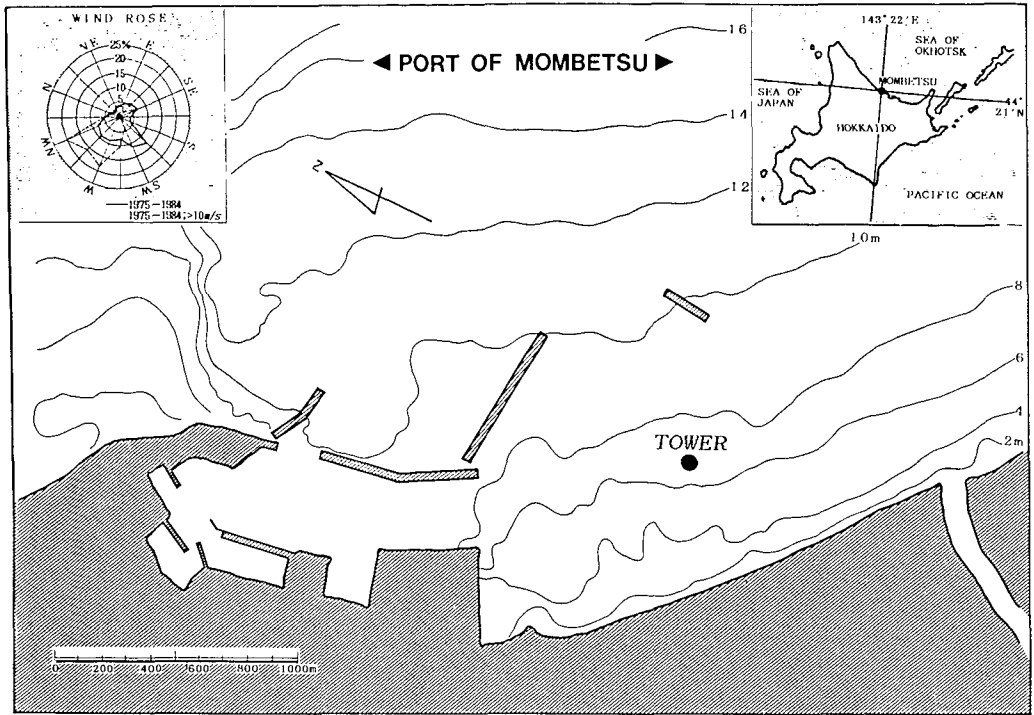 WIND ROSE
NE
E
SE
S
SW
W
NW
N
25%
20
15
10
5
1975-1984
1975-1984;>10m/s
◄ PORT OF MOMBETSU ►
143° 22'E
SEA OF
OKHOTSK
MOMBETSU
SEA OF
JAPAN
44°
21'N
HOKKAIDO
PACIFIC OCEAN
Z
16
14
12
10m
8
6
4
2m
TOWER
0 200 400 600 800 1000m